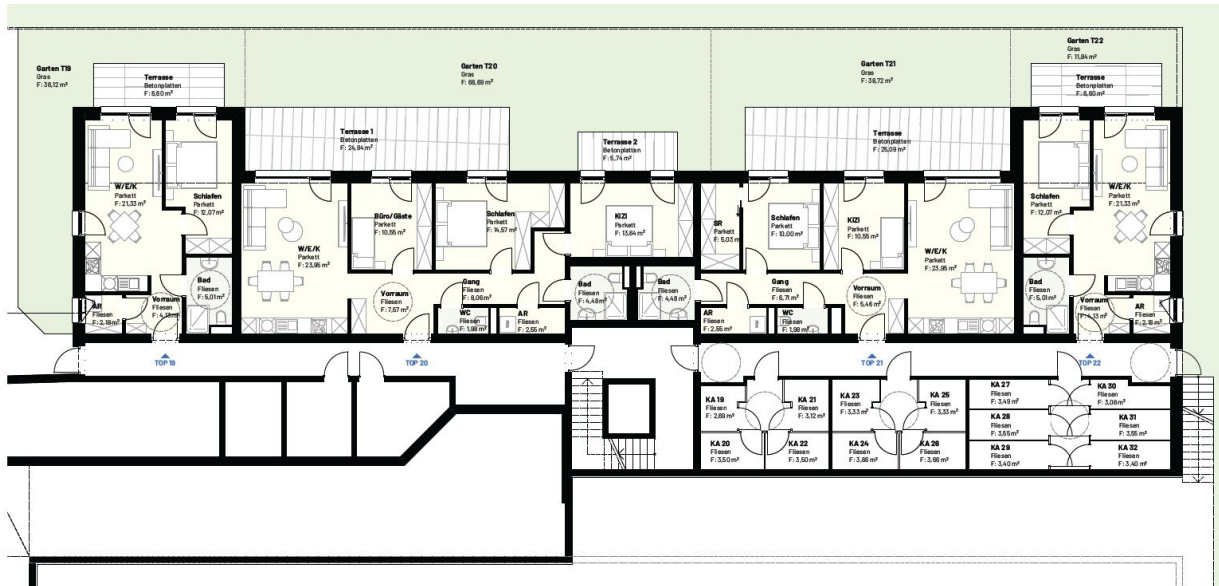 Garten T19
Gras
F: 36,12 m²
Terrasse
Betonplatten
F: 8,60 m²
Garten T20
Gras
F: 68,69 m²
Garten T21
Gras
F: 38,72 m²
Garten T22
Gras
F: 11,84 m²
Terrasse
Betonplatten
F: 8,60 m²
Terrasse 1
Betonplatten
F: 24,84 m²
Terrasse 2
Betonplatten
F: 5,74 m²
Terrasse
Betonplatten
F: 25,09 m²
W/E/K
Parkett
F: 21,33 m²
Schlafen
Parkett
F: 12,07 m²
W/E/K
Parkett
F: 23,95 m²
Büro/Gäste
Parkett
F: 10,55 m²
Schlafen
Parkett
F: 14,57 m²
KIZI
Parkett
F: 13,64 m²
SR
Parkett
F: 5,03 m²
Schlafen
Parkett
F: 10,00 m²
KIZI
Parkett
F: 10,55 m²
W/E/K
Parkett
F: 23,95 m²
Schlafen
Parkett
F: 12,07 m²
W/E/K
Parkett
F: 21,33 m²
AR
Fliesen
F: 2,18 m²
Vorraum
Fliesen
F: 4,13 m²
Bad
Fliesen
F: 5,01 m²
Vorraum
Fliesen
F: 7,57 m²
Gang
Fliesen
F: 8,06 m²
WC
Fliesen
F: 1,98 m²
AR
Fliesen
F: 2,55 m²
Bad
Fliesen
F: 4,48 m²
Bad
Fliesen
F: 4,48 m²
AR
Fliesen
F: 2,55 m²
Gang
Fliesen
F: 6,71 m²
WC
Fliesen
F: 1,98 m²
Vorraum
Fliesen
F: 5,46 m²
Bad
Fliesen
F: 5,01 m²
Vorraum
Fliesen
F: 4,13 m²
AR
Fliesen
F: 2,18 m²
TOP 19
TOP 20
TOP 21
TOP 22
KA 19
Fliesen
F: 2,69 m²
KA 21
Fliesen
F: 3,12 m²
KA 23
Fliesen
F: 3,33 m²
KA 25
Fliesen
F: 3,33 m²
KA 27
Fliesen
F: 3,49 m²
KA 30
Fliesen
F: 3,08 m²
KA 28
Fliesen
F: 3,55 m²
KA 31
Fliesen
F: 3,55 m²
KA 20
Fliesen
F: 3,50 m²
KA 22
Fliesen
F: 3,50 m²
KA 24
Fliesen
F: 3,66 m²
KA 26
Fliesen
F: 3,66 m²
KA 29
Fliesen
F: 3,40 m²
KA 32
Fliesen
F: 3,40 m²